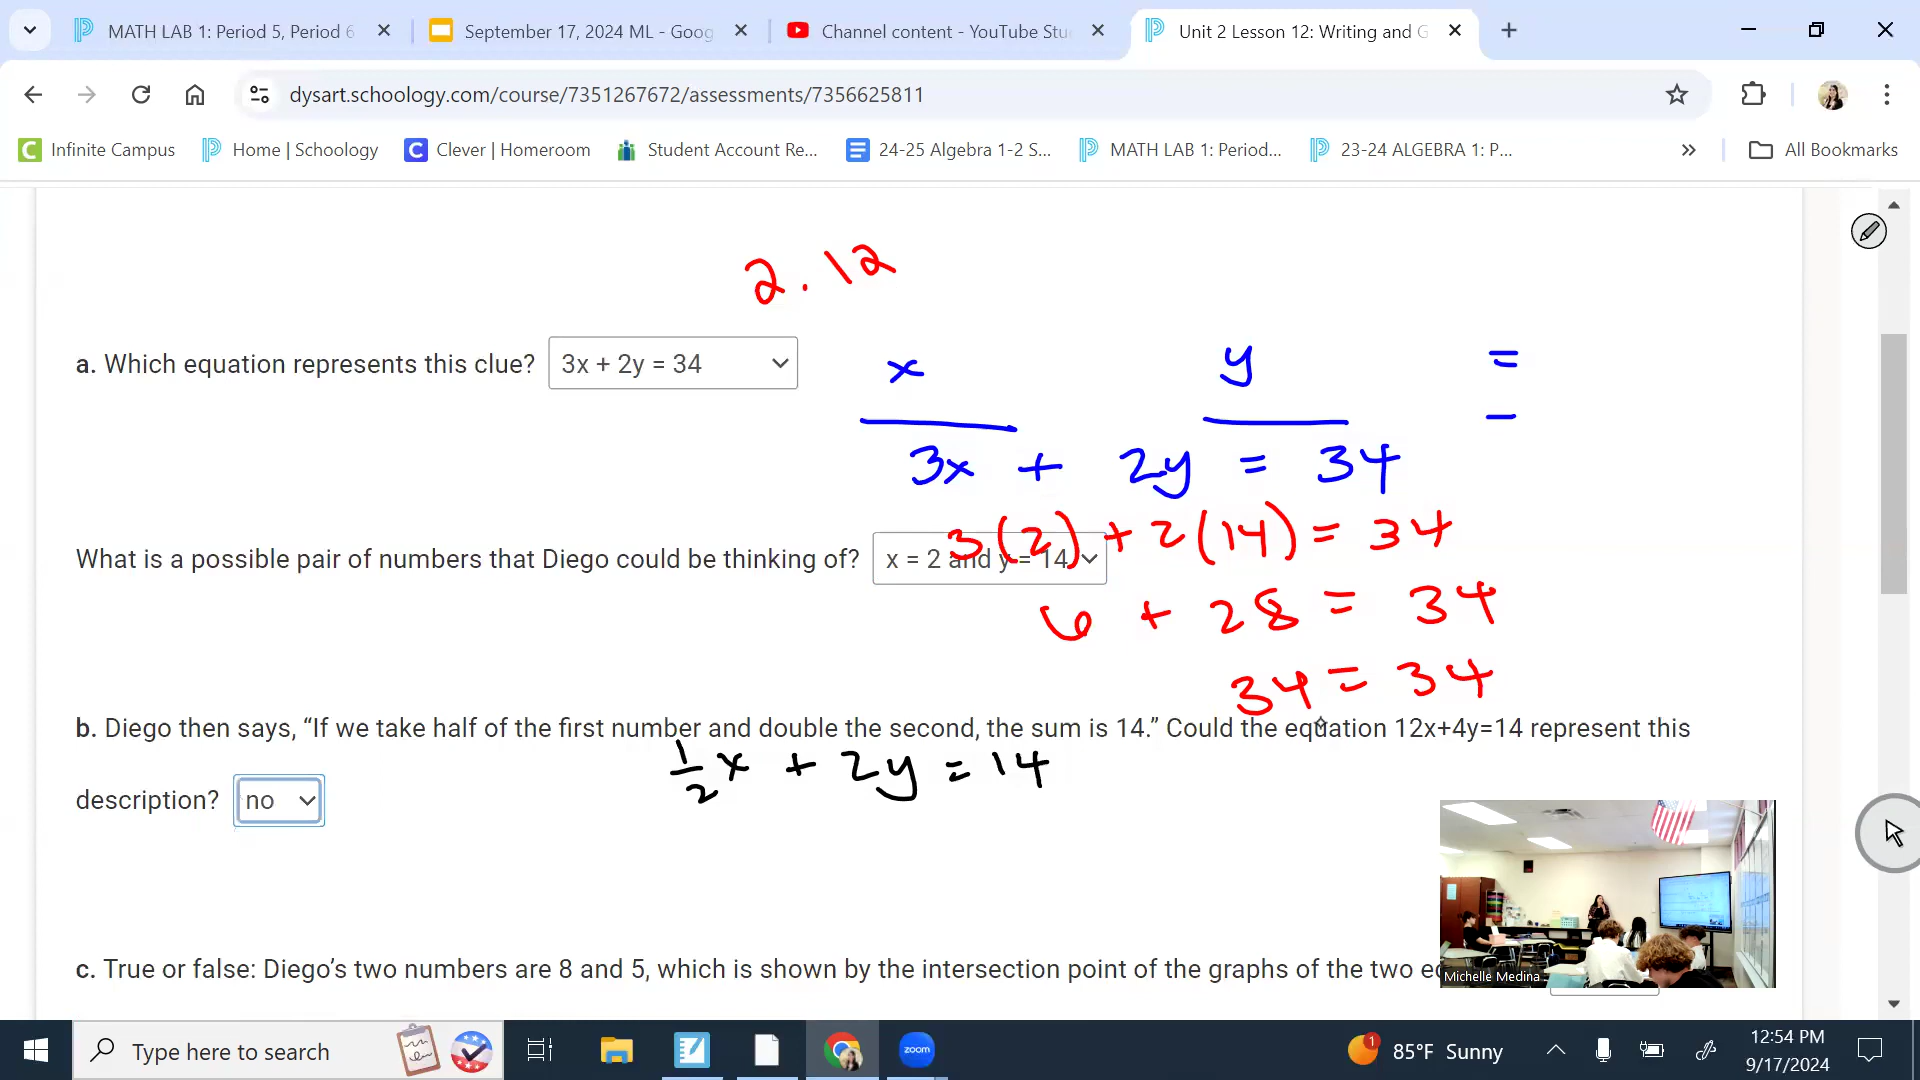 MATH LAB 1: Period 5, Period 6
September 17, 2024 ML - Goog
Channel content - YouTube Stu
Unit 2 Lesson 12: Writing and G
dysart.schoology.com/course/7351267672/assessments/7356625811
Infinite Campus
Home | Schoology
Clever | Homeroom
Student Account Re...
24-25 Algebra 1-2 S...
MATH LAB 1: Period...
23-24 ALGEBRA 1: P...
All Bookmarks
2.12
a. Which equation represents this clue? 3x + 2y = 34
x y =
3x + 2y = 34
3(2) + 2(14) = 34
What is a possible pair of numbers that Diego could be thinking of? x = 2 and y = 14
6 + 28 = 34
34 = 34
b. Diego then says, “If we take half of the first number and double the second, the sum is 14.” Could the equation 12x+4y=14 represent this
1/2 x + 2y = 14
description? no
c. True or false: Diego’s two numbers are 8 and 5, which is shown by the intersection point of the graphs of the two
Michelle Medina
Type here to search
zoom
1
85°F Sunny
12:54 PM
9/17/2024